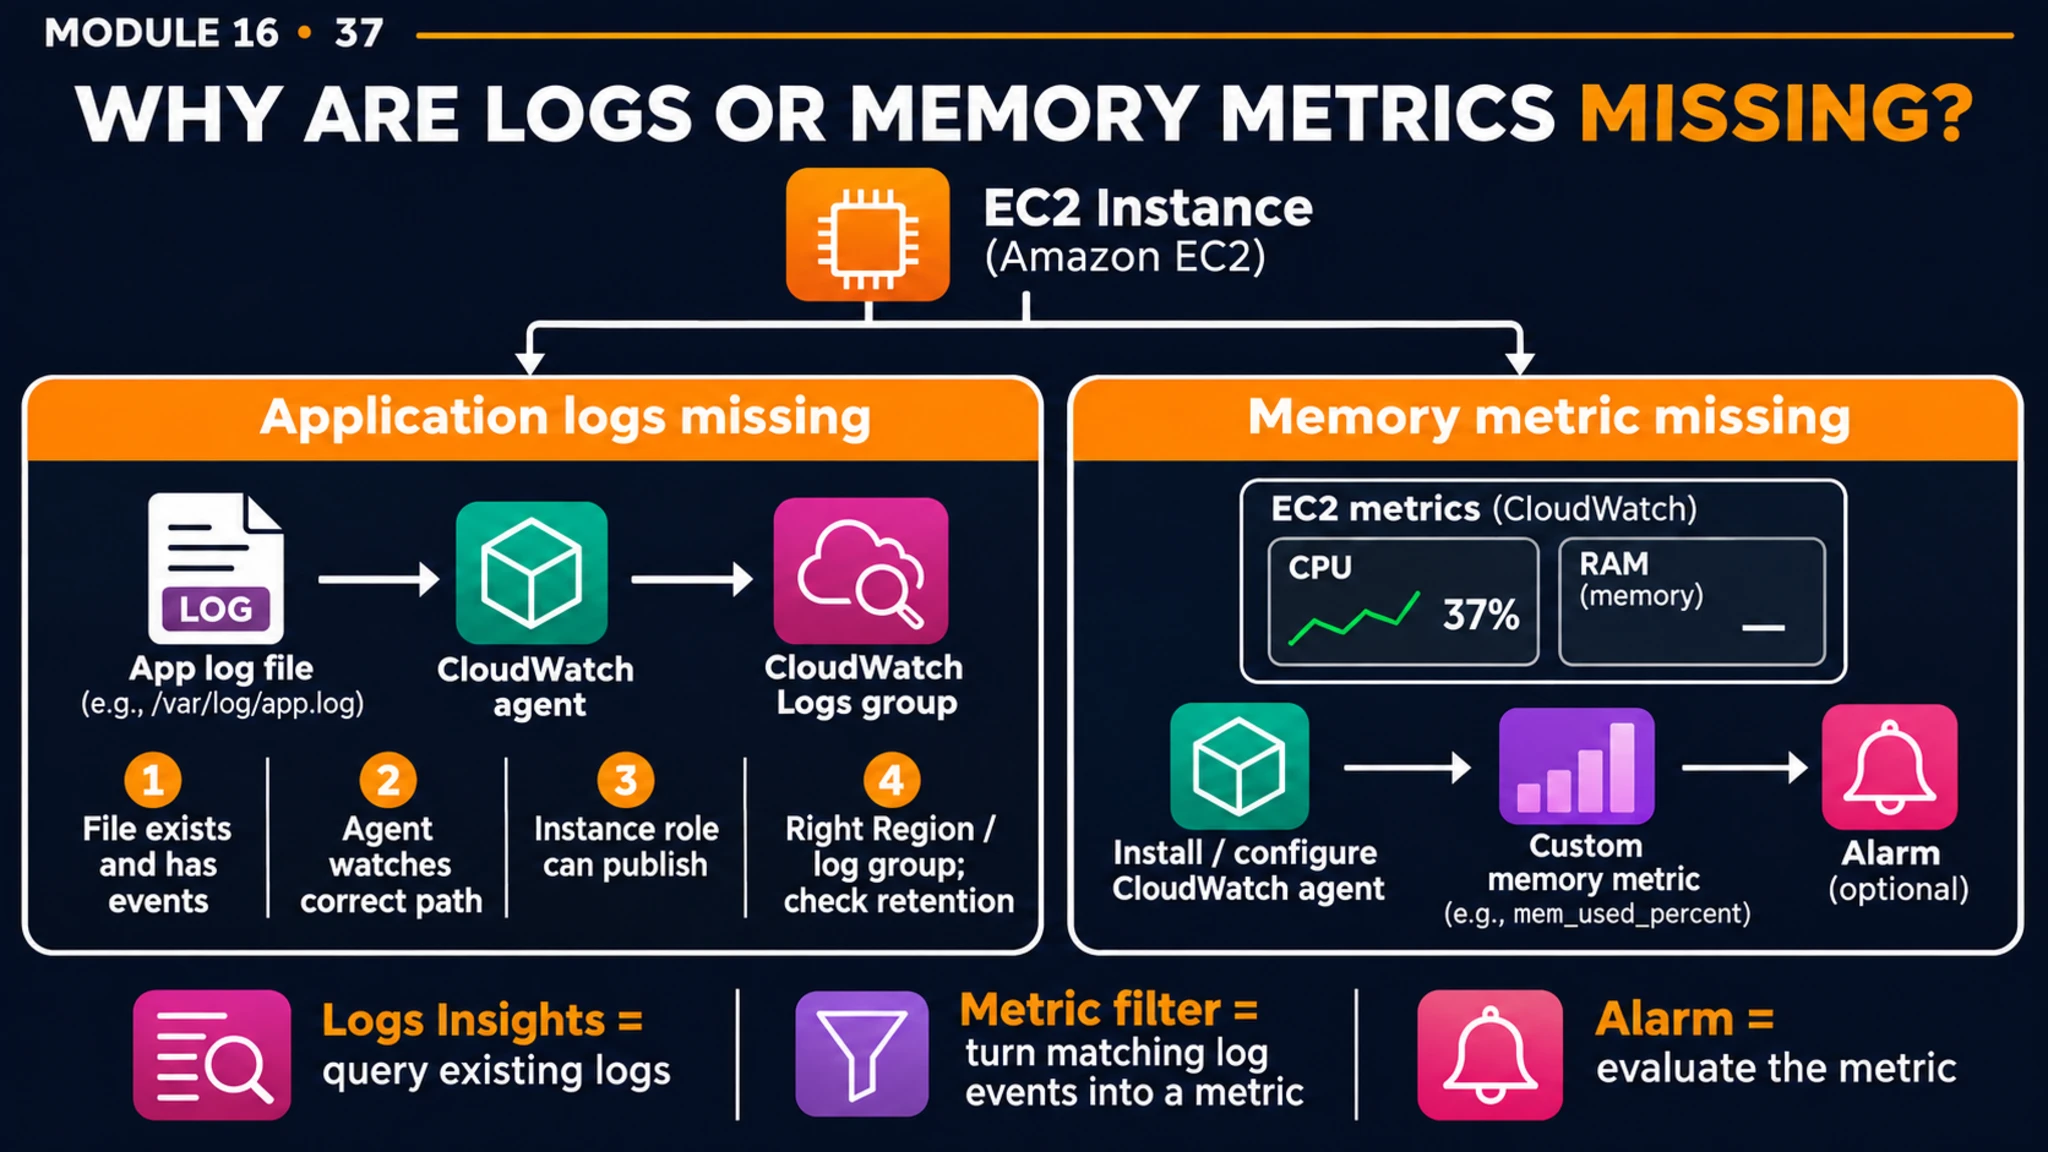 MODULE 16 • 37
WHY ARE LOGS OR MEMORY METRICS MISSING?
EC2 Instance
(Amazon EC2)
Application logs missing
LOG
App log file
(e.g., /var/log/app.log)
CloudWatch
agent
CloudWatch
Logs group
1
File exists
and has
events
2
Agent
watches
correct path
3
Instance role
can publish
4
Right Region /
log group;
check retention
Memory metric missing
EC2 metrics (CloudWatch)
CPU
37%
RAM
(memory)
—
Install / configure
CloudWatch agent
Custom
memory metric
(e.g., mem_used_percent)
Alarm
(optional)
Logs Insights =
query existing logs
Metric filter =
turn matching log
events into a metric
Alarm =
evaluate the metric